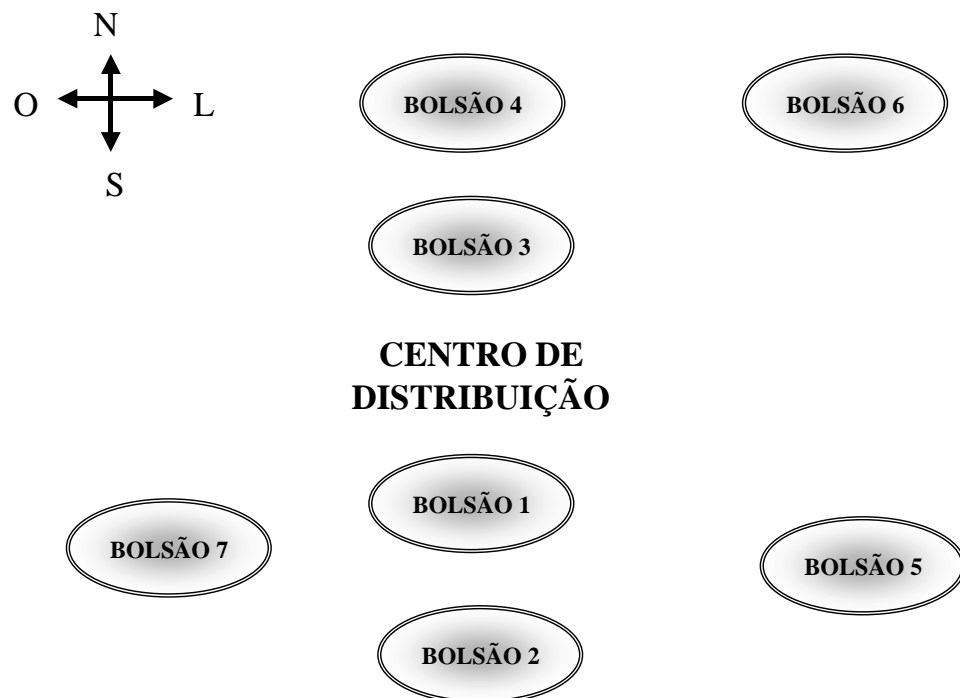 N
O
L
S
BOLSÃO 4
BOLSÃO 6
BOLSÃO 3
CENTRO DE
DISTRIBUIÇÃO
BOLSÃO 1
BOLSÃO 7
BOLSÃO 5
BOLSÃO 2